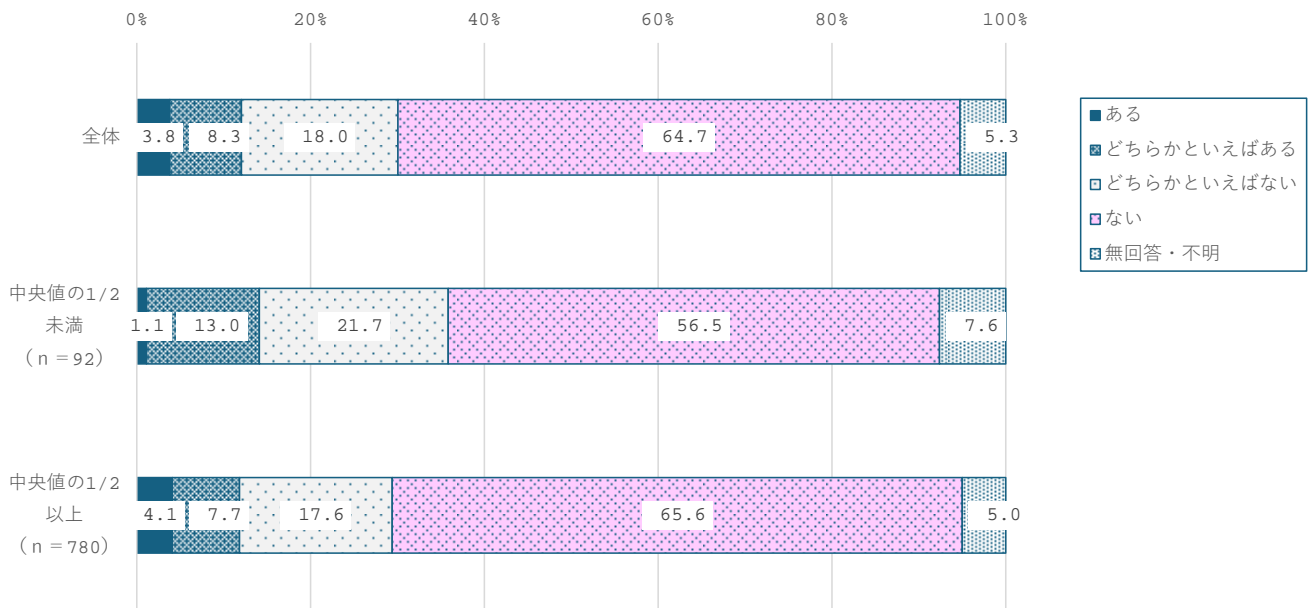 0% 20% 40% 60% 80% 100%
全体
3.8 8.3 18.0 64.7 5.3
中央値の1/2
未満
（n＝92）
1.1 13.0 21.7 56.5 7.6
中央値の1/2
以上
（n＝780）
4.1 7.7 17.6 65.6 5.0
ある
どちらかといえばある
どちらかといえばない
ない
無回答・不明